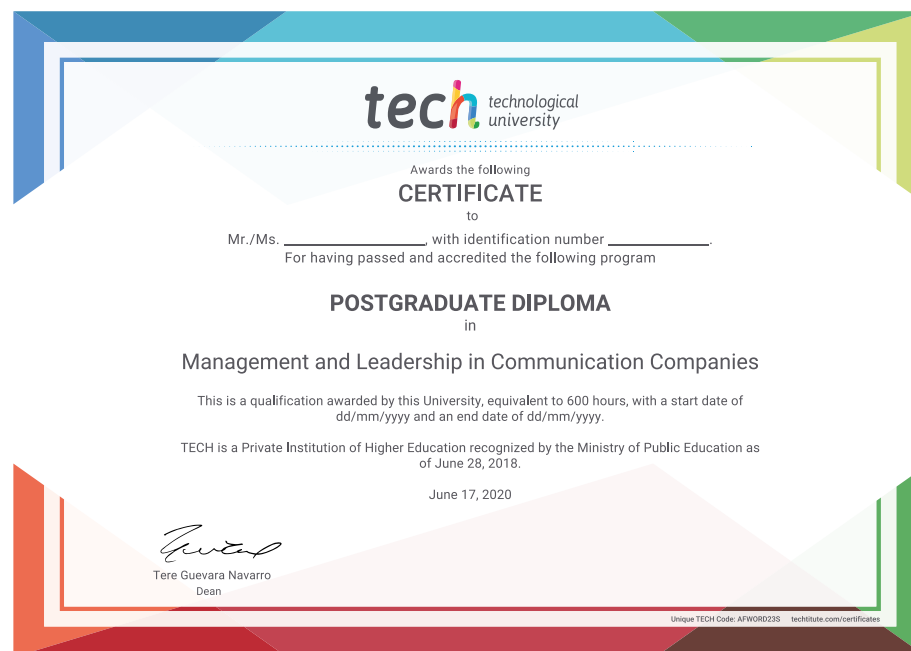 tech technological
university
Awards the following
CERTIFICATE
to
Mr./Ms. ____________________, with identification number ______________.
For having passed and accredited the following program
POSTGRADUATE DIPLOMA
in
Management and Leadership in Communication Companies
This is a qualification awarded by this University, equivalent to 600 hours, with a start date of
dd/mm/yyyy and an end date of dd/mm/yyyy.
TECH is a Private Institution of Higher Education recognized by the Ministry of Public Education as
of June 28, 2018.
June 17, 2020
Tere Guevara Navarro
Dean
Unique TECH Code: AFWORD23S techtitute.com/certificates